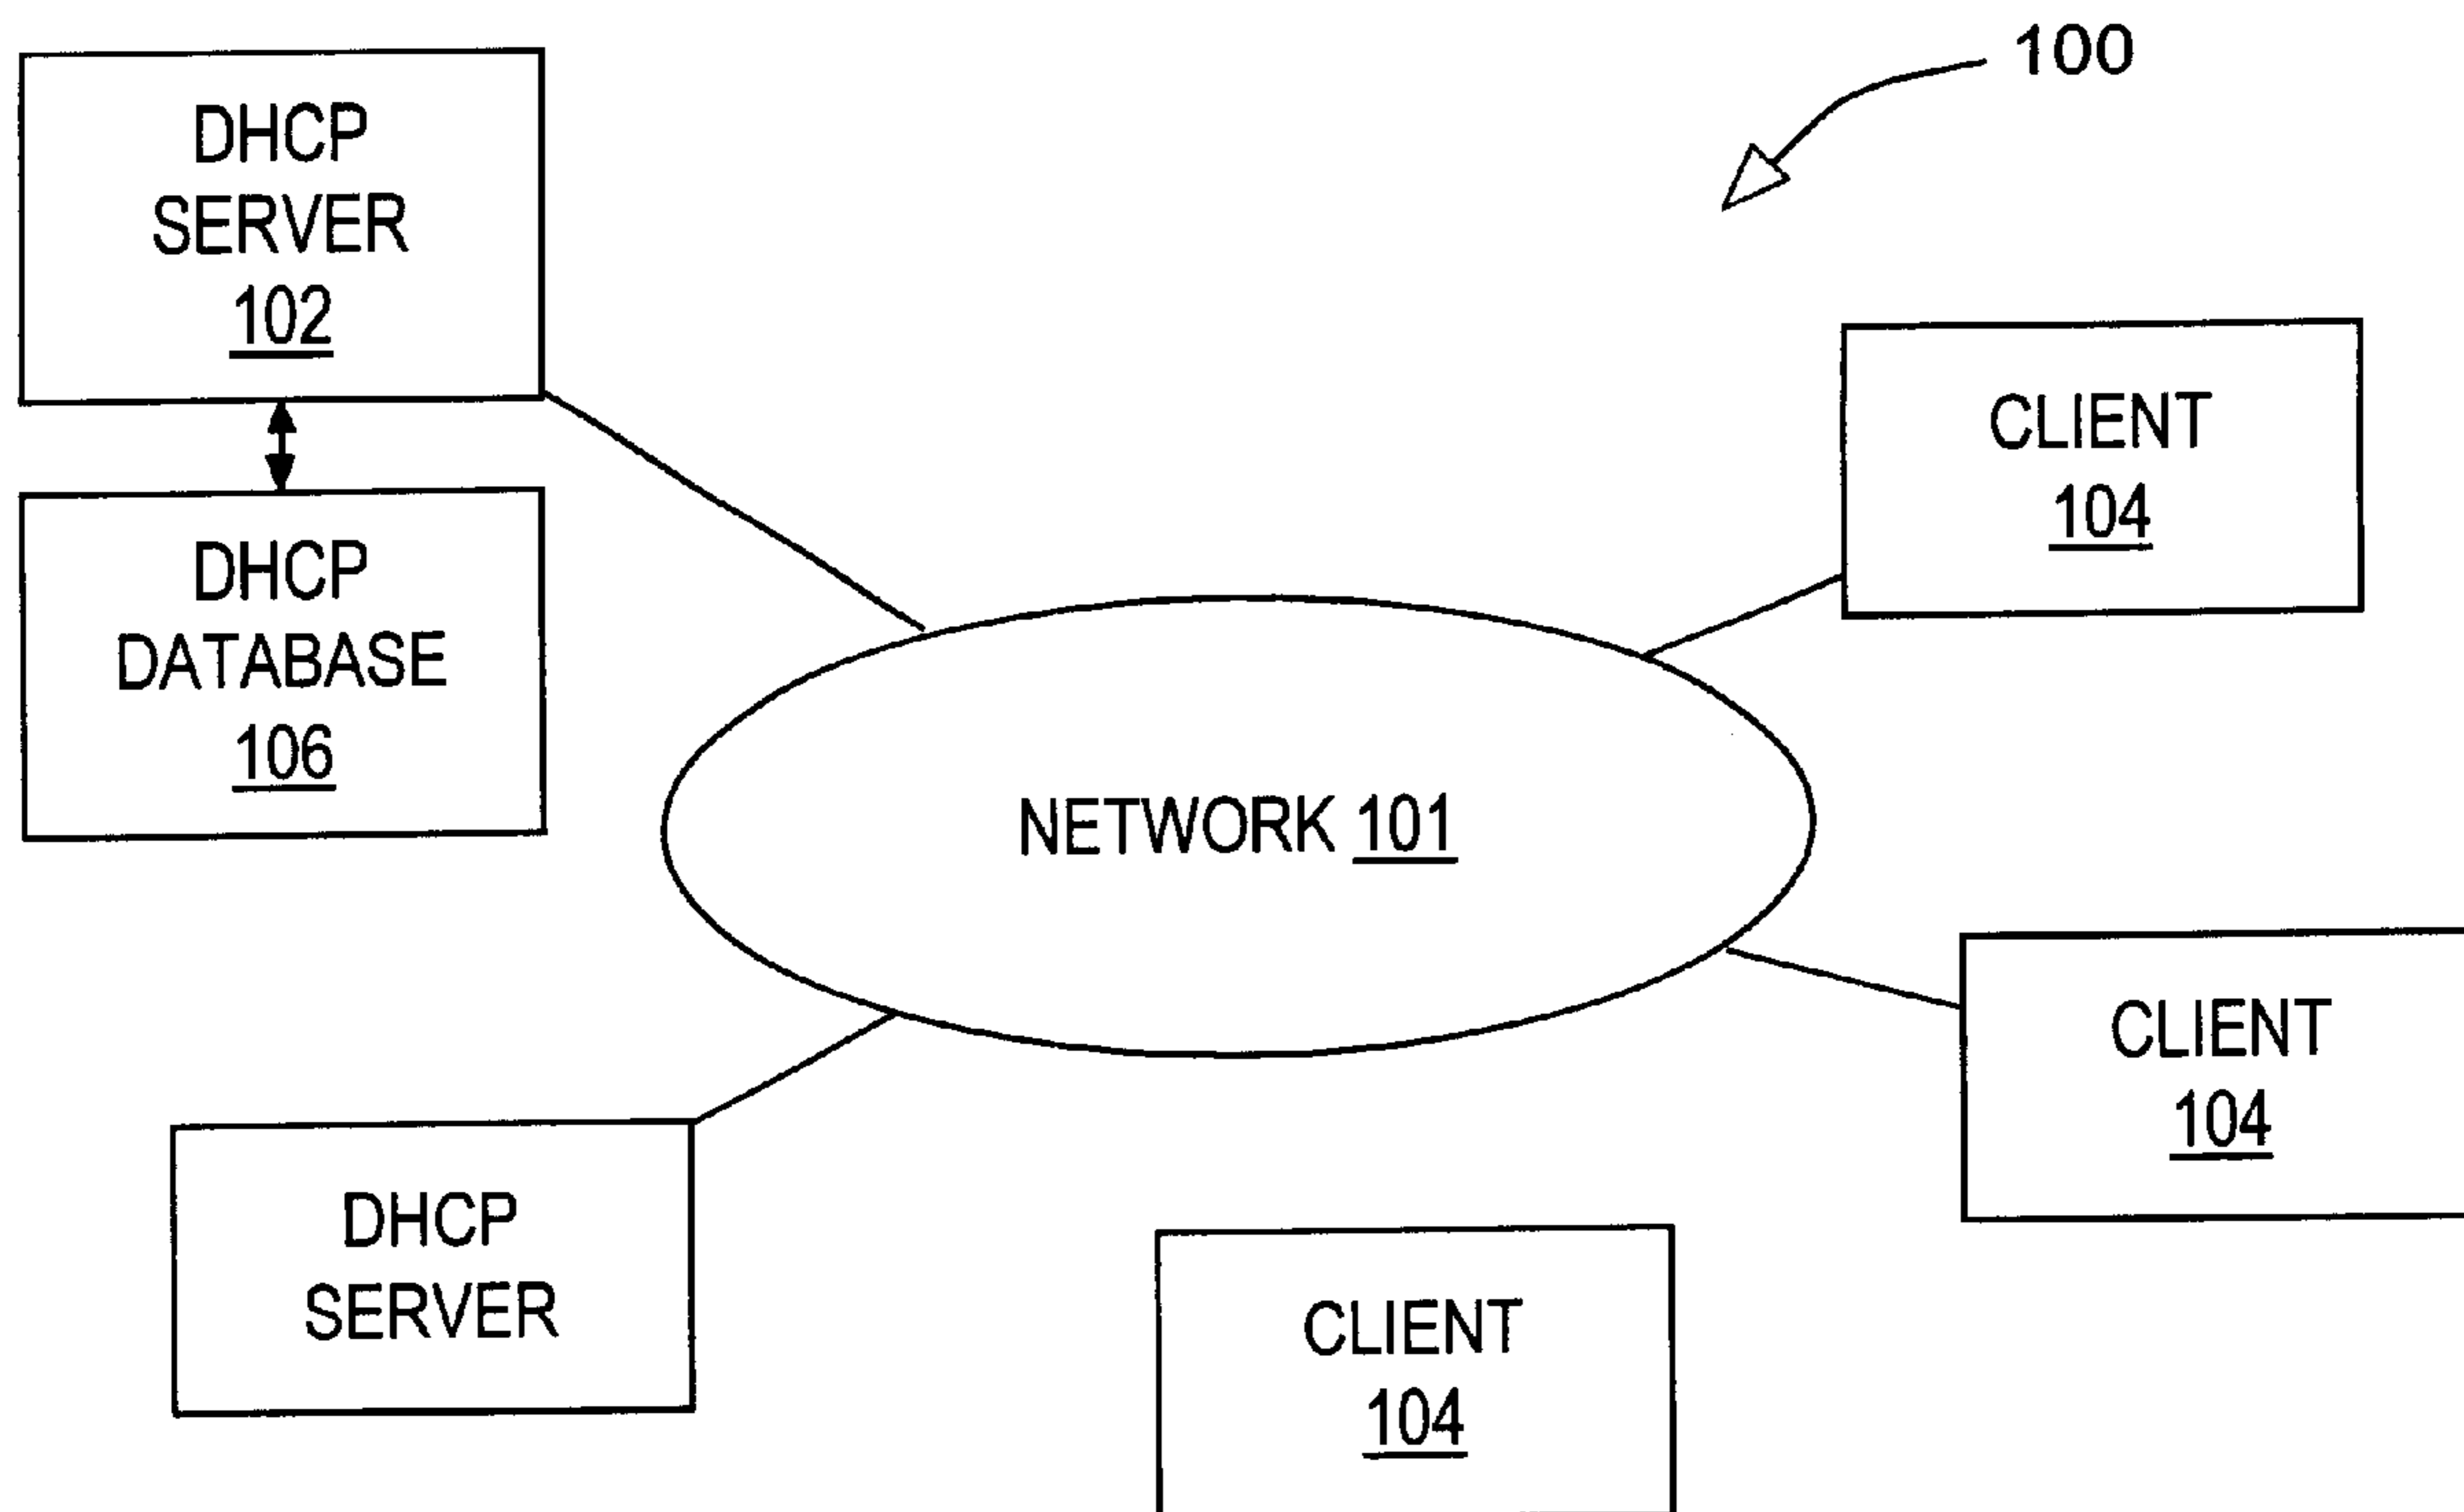 100
DHCP
SERVER
102
DHCP
DATABASE
106
CLIENT
104
NETWORK 101
CLIENT
104
DHCP
SERVER
CLIENT
104